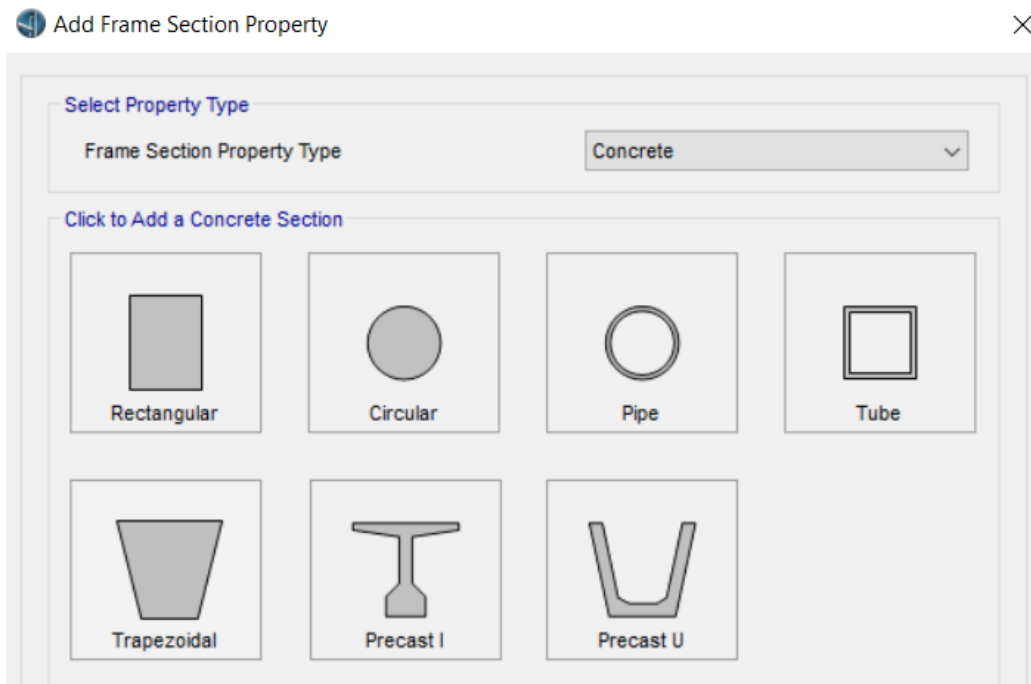 Add Frame Section Property
Select Property Type
Frame Section Property Type Concrete
Click to Add a Concrete Section
Rectangular Circular Pipe Tube
Trapezoidal Precast I Precast U